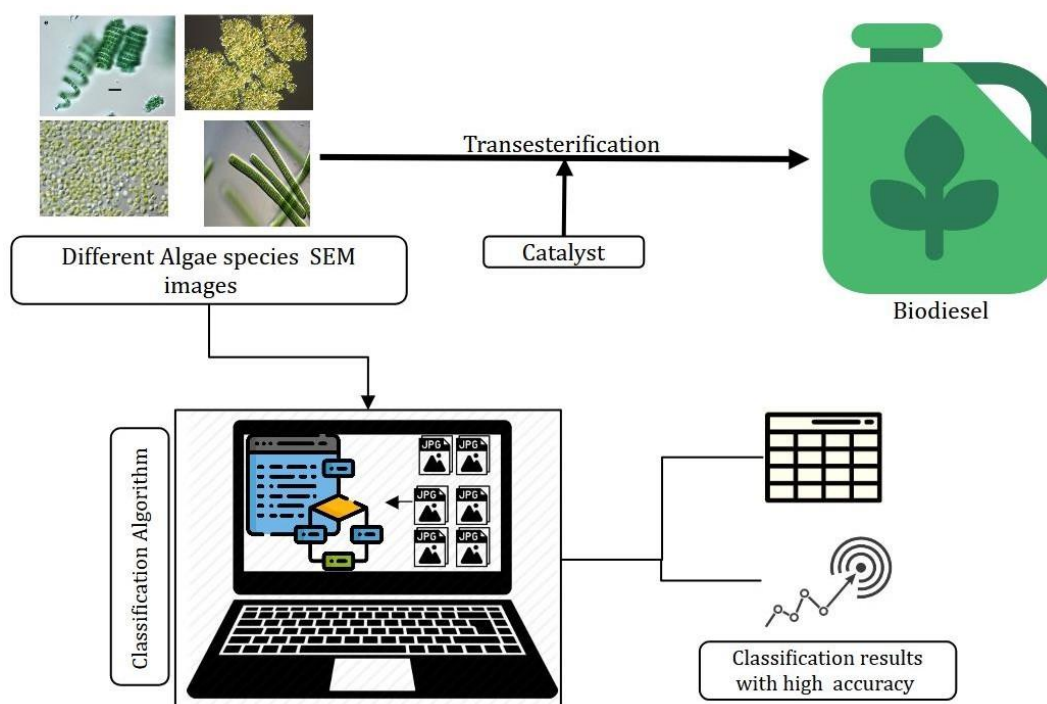 Transesterification
Catalyst
Different Algae species SEM
images
Biodiesel
Classification Algorithm
JPG JPG
JPG JPG
JPG JPG
Classification results
with high accuracy